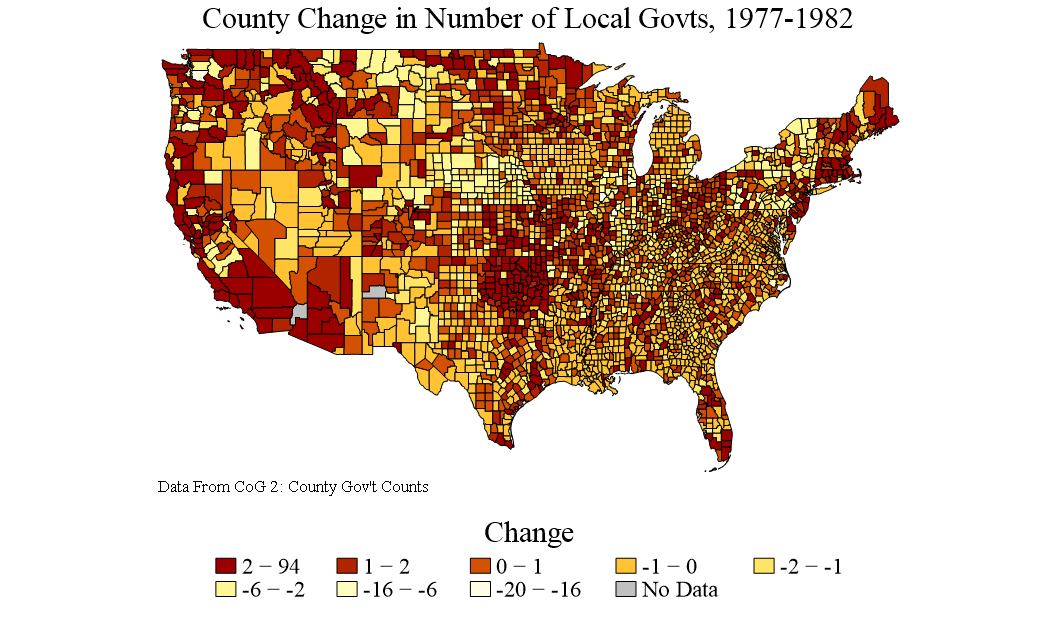 County Change in Number of Local Govts, 1977-1982
Data From CoG 2: County Gov't Counts
Change
2 − 94 1 − 2 0 − 1 -1 − 0 -2 − -1
-6 − -2 -16 − -6 -20 − -16 No Data